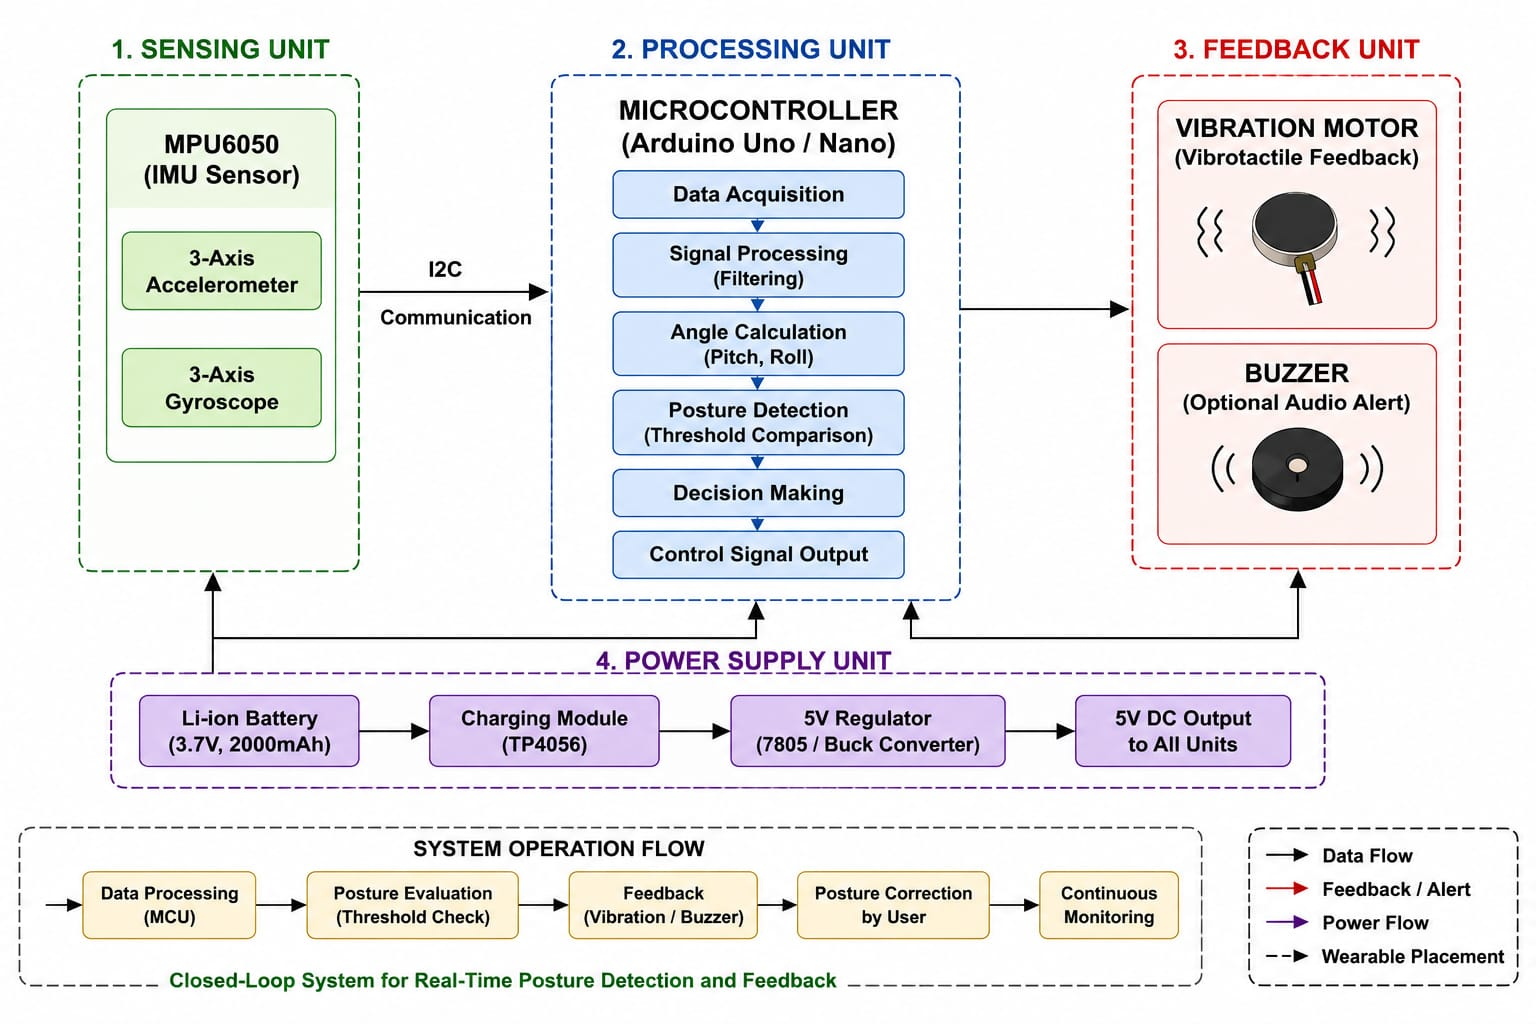 1. SENSING UNIT
MPU6050
(IMU Sensor)
3-Axis
Accelerometer
3-Axis
Gyroscope
I2C
Communication
2. PROCESSING UNIT
MICROCONTROLLER
(Arduino Uno / Nano)
Data Acquisition
Signal Processing
(Filtering)
Angle Calculation
(Pitch, Roll)
Posture Detection
(Threshold Comparison)
Decision Making
Control Signal Output
3. FEEDBACK UNIT
VIBRATION MOTOR
(Vibrotactile Feedback)
BUZZER
(Optional Audio Alert)
4. POWER SUPPLY UNIT
Li-ion Battery
(3.7V, 2000mAh)
Charging Module
(TP4056)
5V Regulator
(7805 / Buck Converter)
5V DC Output
to All Units
SYSTEM OPERATION FLOW
Data Processing
(MCU)
Posture Evaluation
(Threshold Check)
Feedback
(Vibration / Buzzer)
Posture Correction
by User
Continuous
Monitoring
Closed-Loop System for Real-Time Posture Detection and Feedback
Data Flow
Feedback / Alert
Power Flow
Wearable Placement